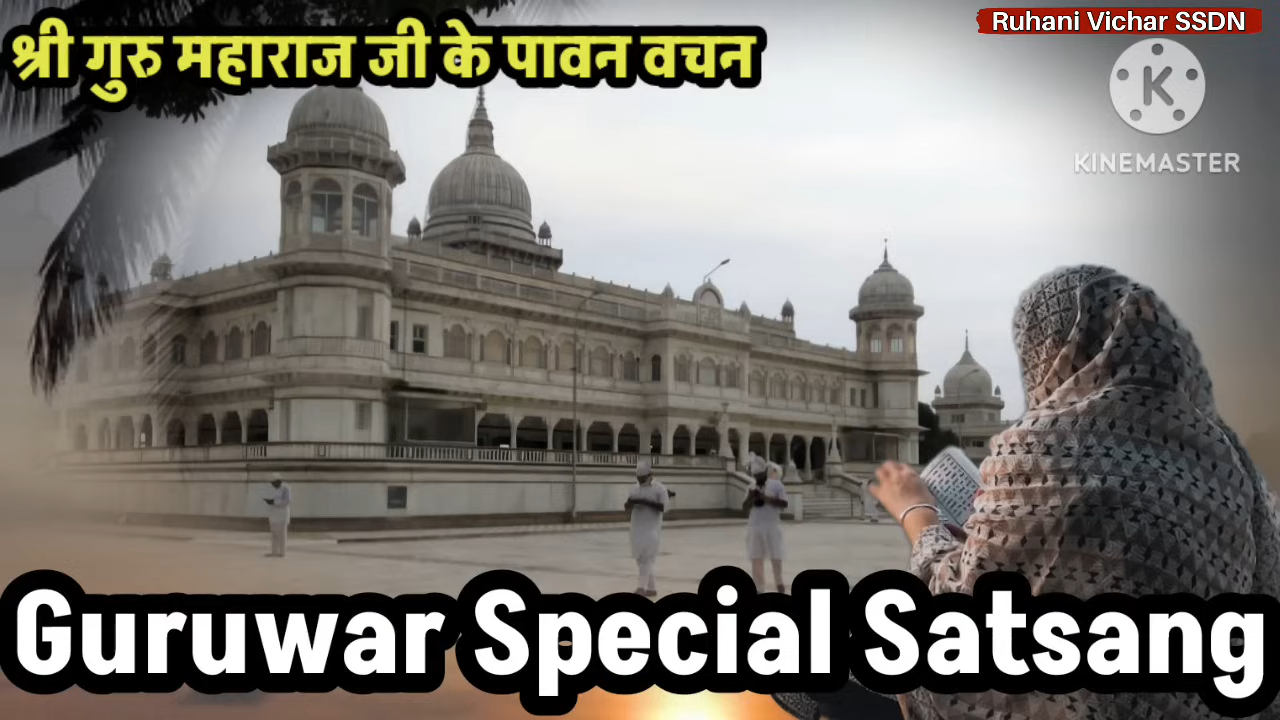 श्री गुरु महाराज जी के पावन वचन
Ruhani Vichar SSDN
K
KINEMASTER
Guruwar Special Satsang